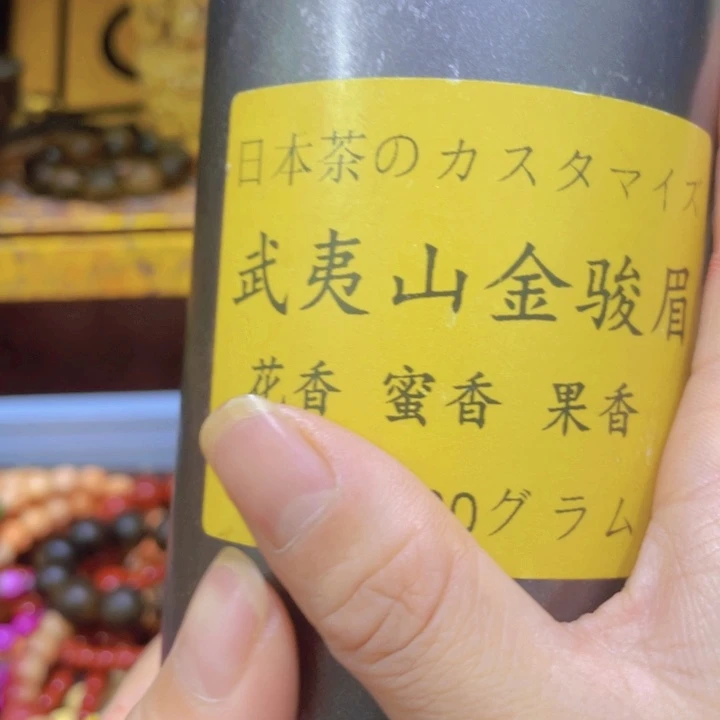 日本茶のカスタマイズ
武夷山金骏眉
花香 蜜香 果香
0グラム